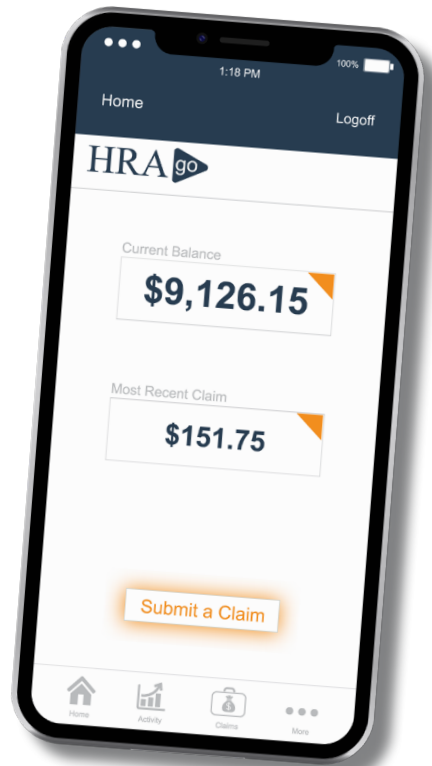 1:18 PM
100%
Home
Logoff
HRA go
Current Balance
$9,126.15
Most Recent Claim
$151.75
Submit a Claim
Home
Activity
Claims
More